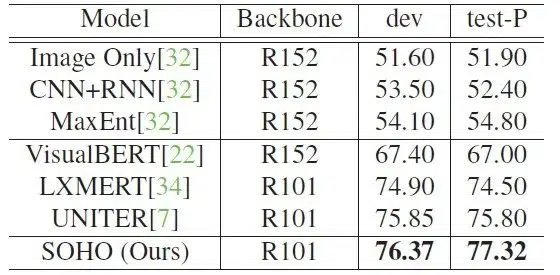 Model Backbone dev test-P
Image Only[32] R152 51.60 51.90
CNN+RNN[32] R152 53.50 52.40
MaxEnt[32] R152 54.10 54.80
VisualBERT[22] R152 67.40 67.00
LXMERT[34] R101 74.90 74.50
UNITER[7] R101 75.85 75.80
SOHO (Ours) R101 76.37 77.32